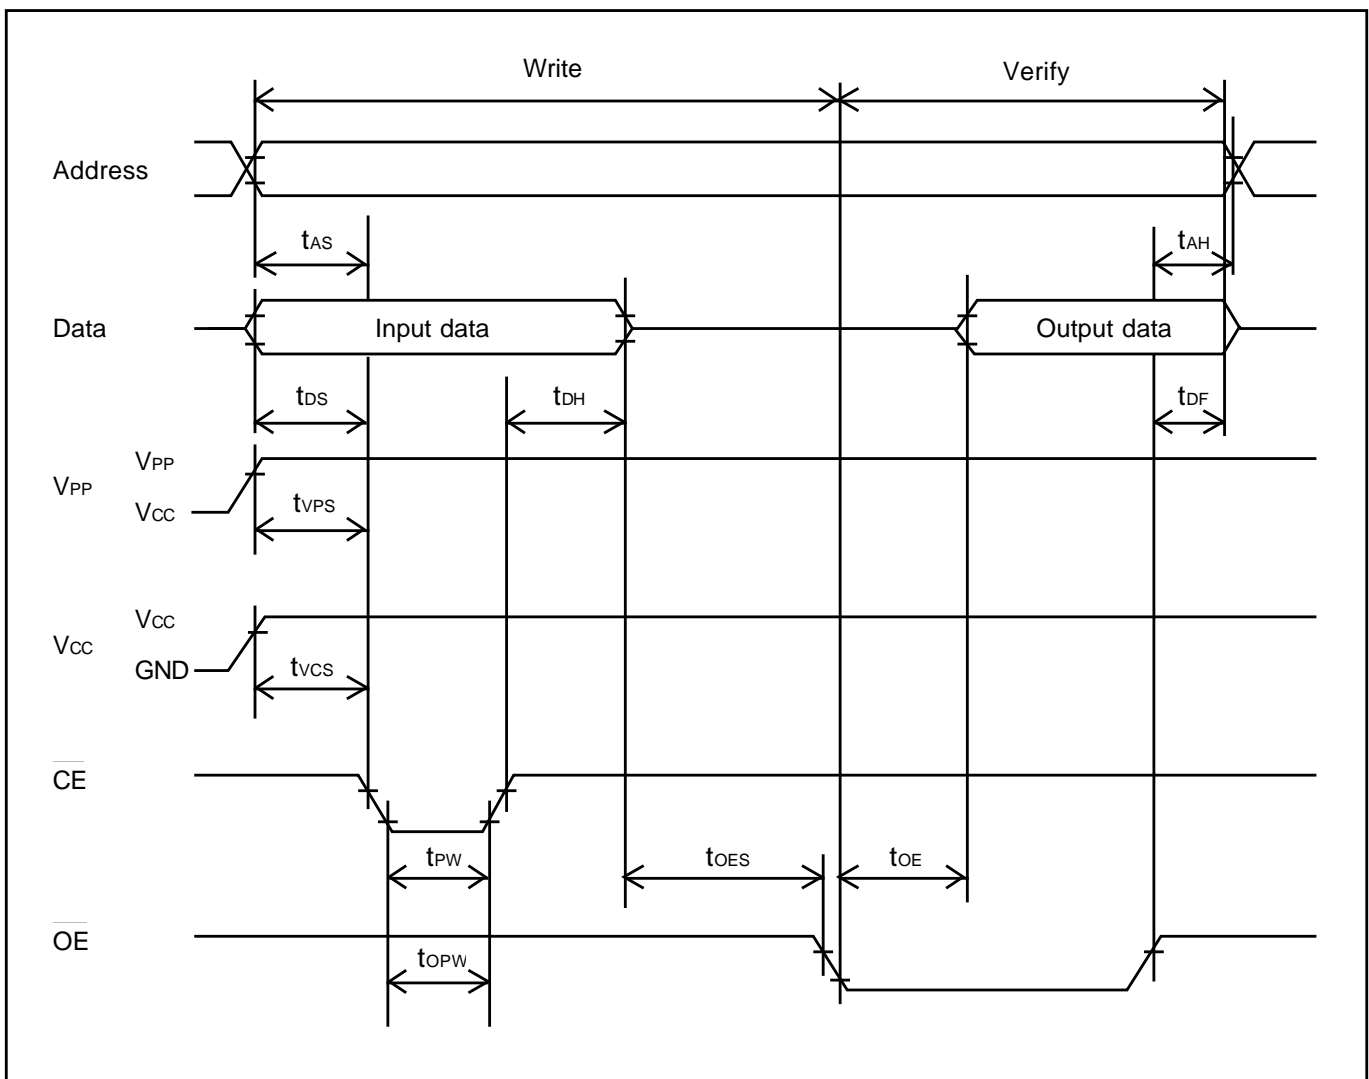 Write
Verify
Address
tAS
tAH
Data
Input data
Output data
tDS
tDH
tDF
VPP
VPP
VCC
tVPS
VCC
VCC
GND
tVCS
CE
tPW
tOES
tOE
OE
tOPW